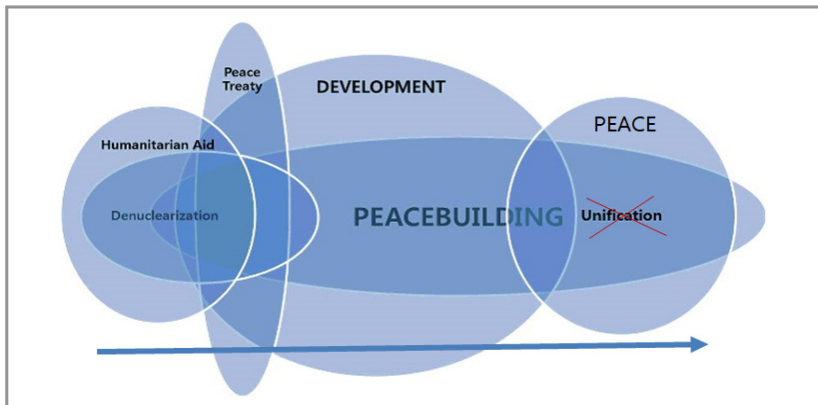 Peace
Treaty
DEVELOPMENT
PEACE
Humanitarian Aid
Denuclearization
PEACEBUILDING
Unification